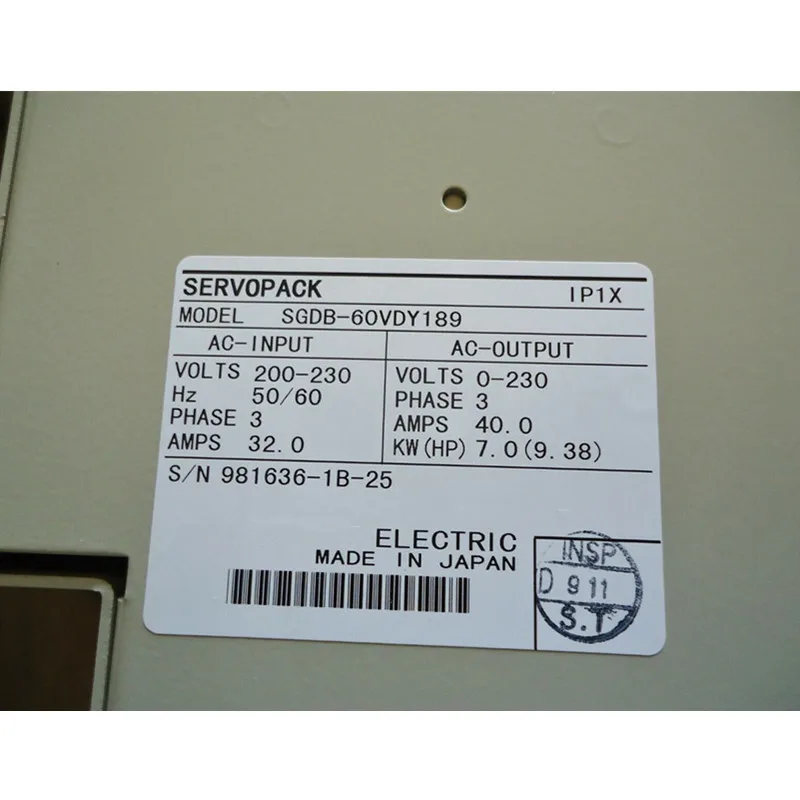 SERVOPACK IP1X
MODEL SGDB-60VDY189
AC-INPUT
VOLTS 200-230
Hz 50/60
PHASE 3
AMPS 32.0
AC-OUTPUT
VOLTS 0-230
PHASE 3
AMPS 40.0
KW(HP) 7.0(9.38)
S/N 981636-1B-25
ELECTRIC
MADE IN JAPAN
INSP
D 9 11
S.T